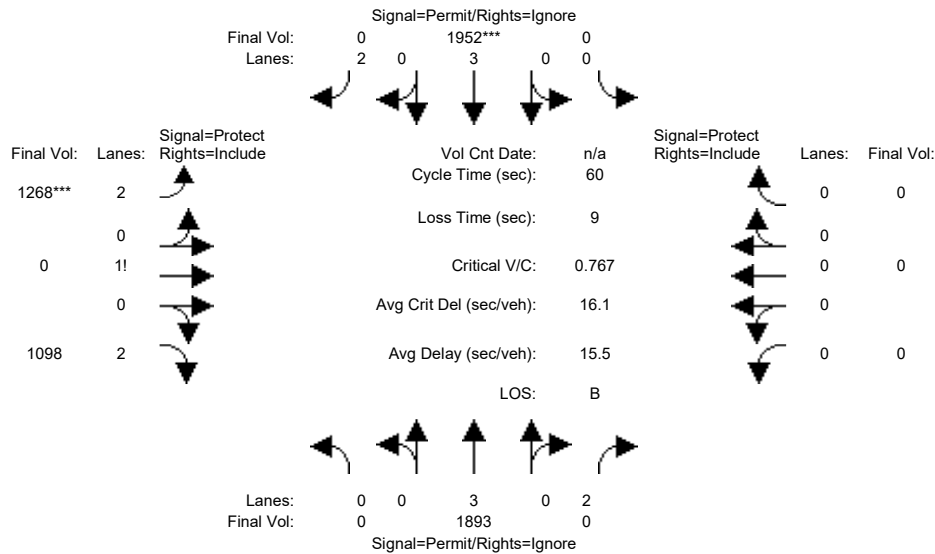 Signal=Permit/Rights=Ignore
Final Vol: 0 1952*** 0
Lanes: 2 0 3 0 0
Signal=Protect Signal=Protect
Final Vol: Lanes: Rights=Include Vol Cnt Date: n/a Rights=Include Lanes: Final Vol:
Cycle Time (sec): 60
1268*** 2 0 0
Loss Time (sec): 9
0 0
0 1! Critical V/C: 0.767 0 0
0 Avg Crit Del (sec/veh): 16.1 0
1098 2 Avg Delay (sec/veh): 15.5 0 0
LOS: B
Lanes: 0 0 3 0 2
Final Vol: 0 1893 0
Signal=Permit/Rights=Ignore